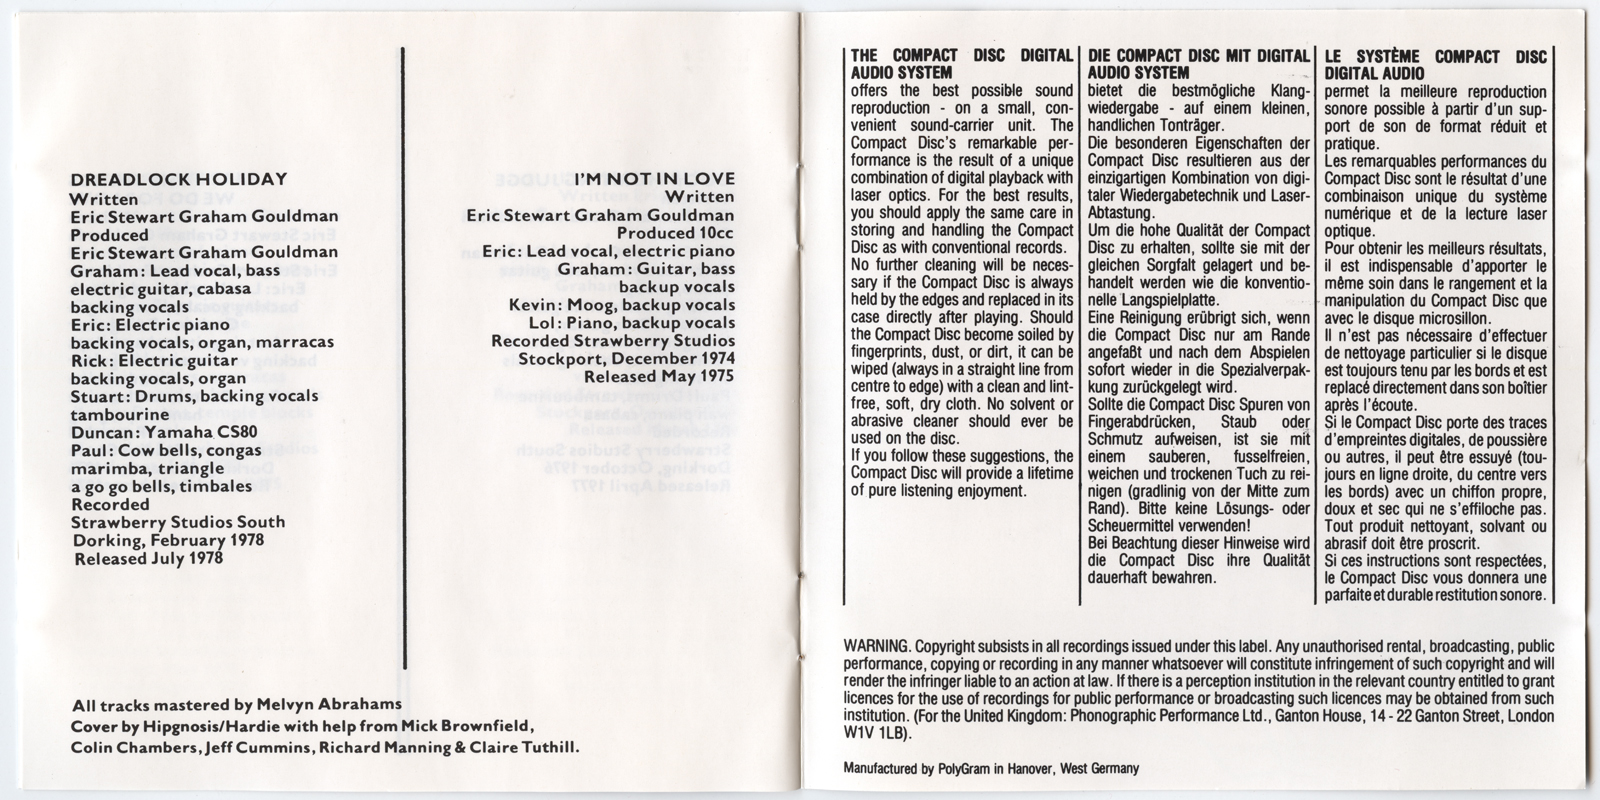 DREADLOCK HOLIDAY
Written
Eric Stewart Graham Gouldman
Produced
Eric Stewart Graham Gouldman
Graham: Lead vocal, bass
electric guitar, cabasa
backing vocals
Eric: Electric piano
backing vocals, organ, marracas
Rick: Electric guitar
backing vocals, organ
Stuart: Drums, backing vocals
tambourine
Duncan: Yamaha CS80
Paul: Cow bells, congas
marimba, triangle
a go go bells, timbales
Recorded
Strawberry Studios South
Dorking, February 1978
Released July 1978
I'M NOT IN LOVE
Written
Eric Stewart Graham Gouldman
Produced 10cc
Eric: Lead vocal, electric piano
Graham: Guitar, bass
backup vocals
Kevin: Moog, backup vocals
Lol: Piano, backup vocals
Recorded Strawberry Studios
Stockport, December 1974
Released May 1975
All tracks mastered by Melvyn Abrahams
Cover by Hipgnosis/Hardie with help from Mick Brownfield,
Colin Chambers, Jeff Cummins, Richard Manning & Claire Tuthill.
THE COMPACT DISC DIGITAL
AUDIO SYSTEM
offers the best possible sound
reproduction - on a small, con-
venient sound-carrier unit. The
Compact Disc's remarkable per-
formance is the result of a unique
combination of digital playback with
laser optics. For the best results,
you should apply the same care in
storing and handling the Compact
Disc as with conventional records.
No further cleaning will be neces-
sary if the Compact Disc is always
held by the edges and replaced in its
case directly after playing. Should
the Compact Disc become soiled by
fingerprints, dust, or dirt, it can be
wiped (always in a straight line from
centre to edge) with a clean and lint-
free, soft, dry cloth. No solvent or
abrasive cleaner should ever be
used on the disc.
If you follow these suggestions, the
Compact Disc will provide a lifetime
of pure listening enjoyment.
DIE COMPACT DISC MIT DIGITAL
AUDIO SYSTEM
bietet die bestmögliche Klang-
wiedergabe - auf einem kleinen,
handlichen Tonträger.
Die besonderen Eigenschaften der
Compact Disc resultieren aus der
einzigartigen Kombination von digi-
taler Wiedergabetechnik und Laser-
Abtastung.
Um die hohe Qualität der Compact
Disc zu erhalten, sollte sie mit der
gleichen Sorgfalt gelagert und be-
handelt werden wie die konventio-
nelle Langspielplatte.
Eine Reinigung erübrigt sich, wenn
die Compact Disc nur am Rande
angefaßt und nach dem Abspielen
sofort wieder in die Spezialverpak-
kung zurückgelegt wird.
Sollte die Compact Disc Spuren von
Fingerabdrücken, Staub oder
Schmutz aufweisen, ist sie mit
einem sauberen, fusselfreien,
weichen und trockenen Tuch zu rei-
nigen (gradlinig von der Mitte zum
Rand). Bitte keine Lösungs- oder
Scheuermittel verwenden!
Bei Beachtung dieser Hinweise wird
die Compact Disc ihre Qualität
dauerhaft bewahren.
LE SYSTÈME COMPACT DISC
DIGITAL AUDIO
permet la meilleure reproduction
sonore possible à partir d'un sup-
port de son de format réduit et
pratique.
Les remarquables performances du
Compact Disc sont le résultat d'une
combinaison unique du système
numérique et de la lecture laser
optique.
Pour obtenir les meilleurs résultats,
il est indispensable d'apporter le
même soin dans le rangement et la
manipulation du Compact Disc que
avec le disque microsillon.
Il n'est pas nécessaire d'effectuer
de nettoyage particulier si le disque
est toujours tenu par les bords et est
replacé directement dans son boîtier
après l'écoute.
Si le Compact Disc porte des traces
d'empreintes digitales, de poussière
ou autres, il peut être essuyé (tou-
jours en ligne droite, du centre vers
les bords) avec un chiffon propre,
doux et sec qui ne s'effiloche pas.
Tout produit nettoyant, solvant ou
abrasif doit être proscrit.
Si ces instructions sont respectées,
le Compact Disc vous donnera une
parfaite et durable restitution sonore.
WARNING. Copyright subsists in all recordings issued under this label. Any unauthorised rental, broadcasting, public
performance, copying or recording in any manner whatsoever will constitute infringement of such copyright and will
render the infringer liable to an action at law. If there is a perception institution in the relevant country entitled to grant
licences for the use of recordings for public performance or broadcasting such licences may be obtained from such
institution. (For the United Kingdom: Phonographic Performance Ltd., Ganton House, 14 - 22 Ganton Street, London
W1V 1LB).
Manufactured by PolyGram in Hanover, West Germany